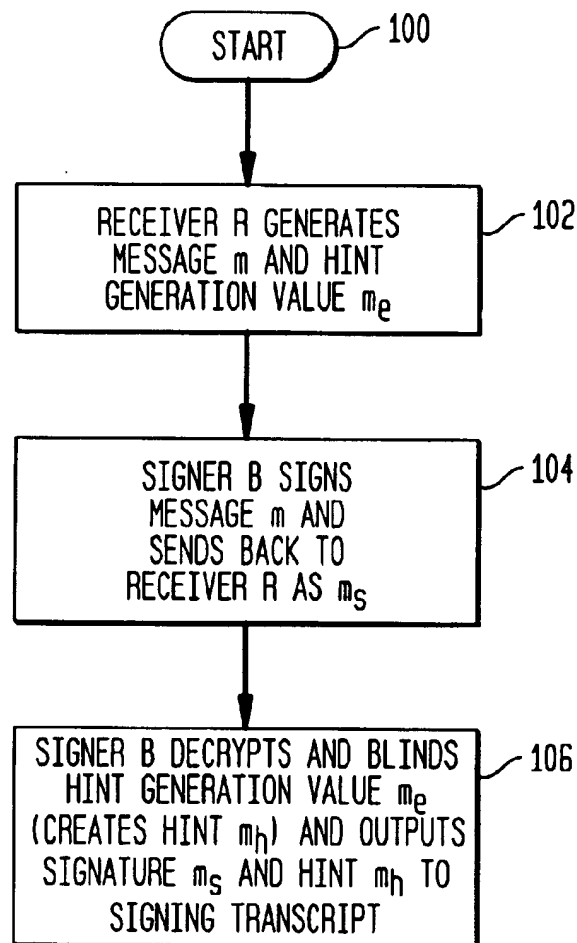 START
100
RECEIVER R GENERATES
MESSAGE m AND HINT
GENERATION VALUE me
102
SIGNER B SIGNS
MESSAGE m AND
SENDS BACK TO
RECEIVER R AS ms
104
SIGNER B DECRYPTS AND BLINDS
HINT GENERATION VALUE me
(CREATES HINT mh) AND OUTPUTS
SIGNATURE ms AND HINT mh TO
SIGNING TRANSCRIPT
106